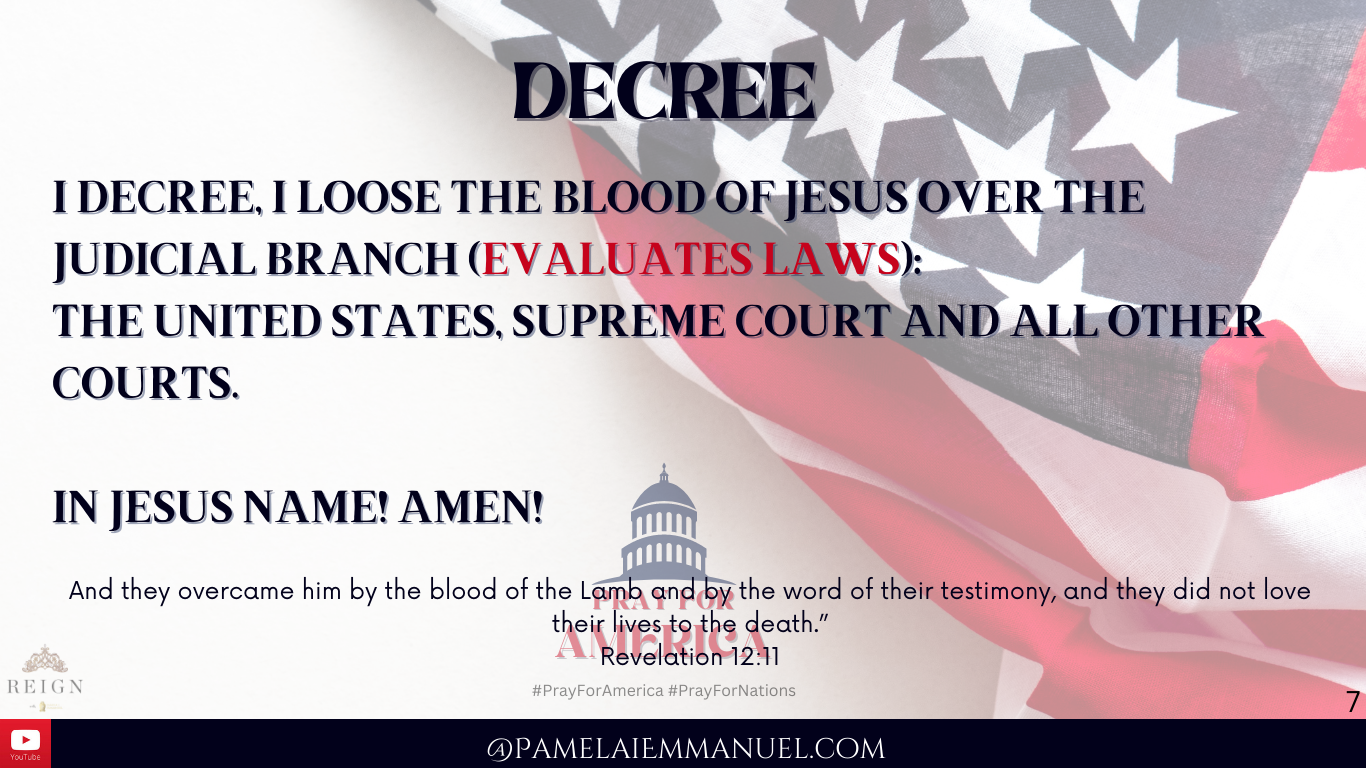 DECREE
I DECREE, I LOOSE THE BLOOD OF JESUS OVER THE
JUDICIAL BRANCH (EVALUATES LAWS):
THE UNITED STATES, SUPREME COURT AND ALL OTHER
COURTS.
IN JESUS NAME! AMEN!
And they overcame him by the blood of the Lamb and by the word of their testimony, and they did not love
their lives to the death.”
Revelation 12:11
PRAY FOR
AMERICA
#PrayForAmerica #PrayForNations
REIGN
7
YouTube
@PAMELAIEMMANUEL.COM